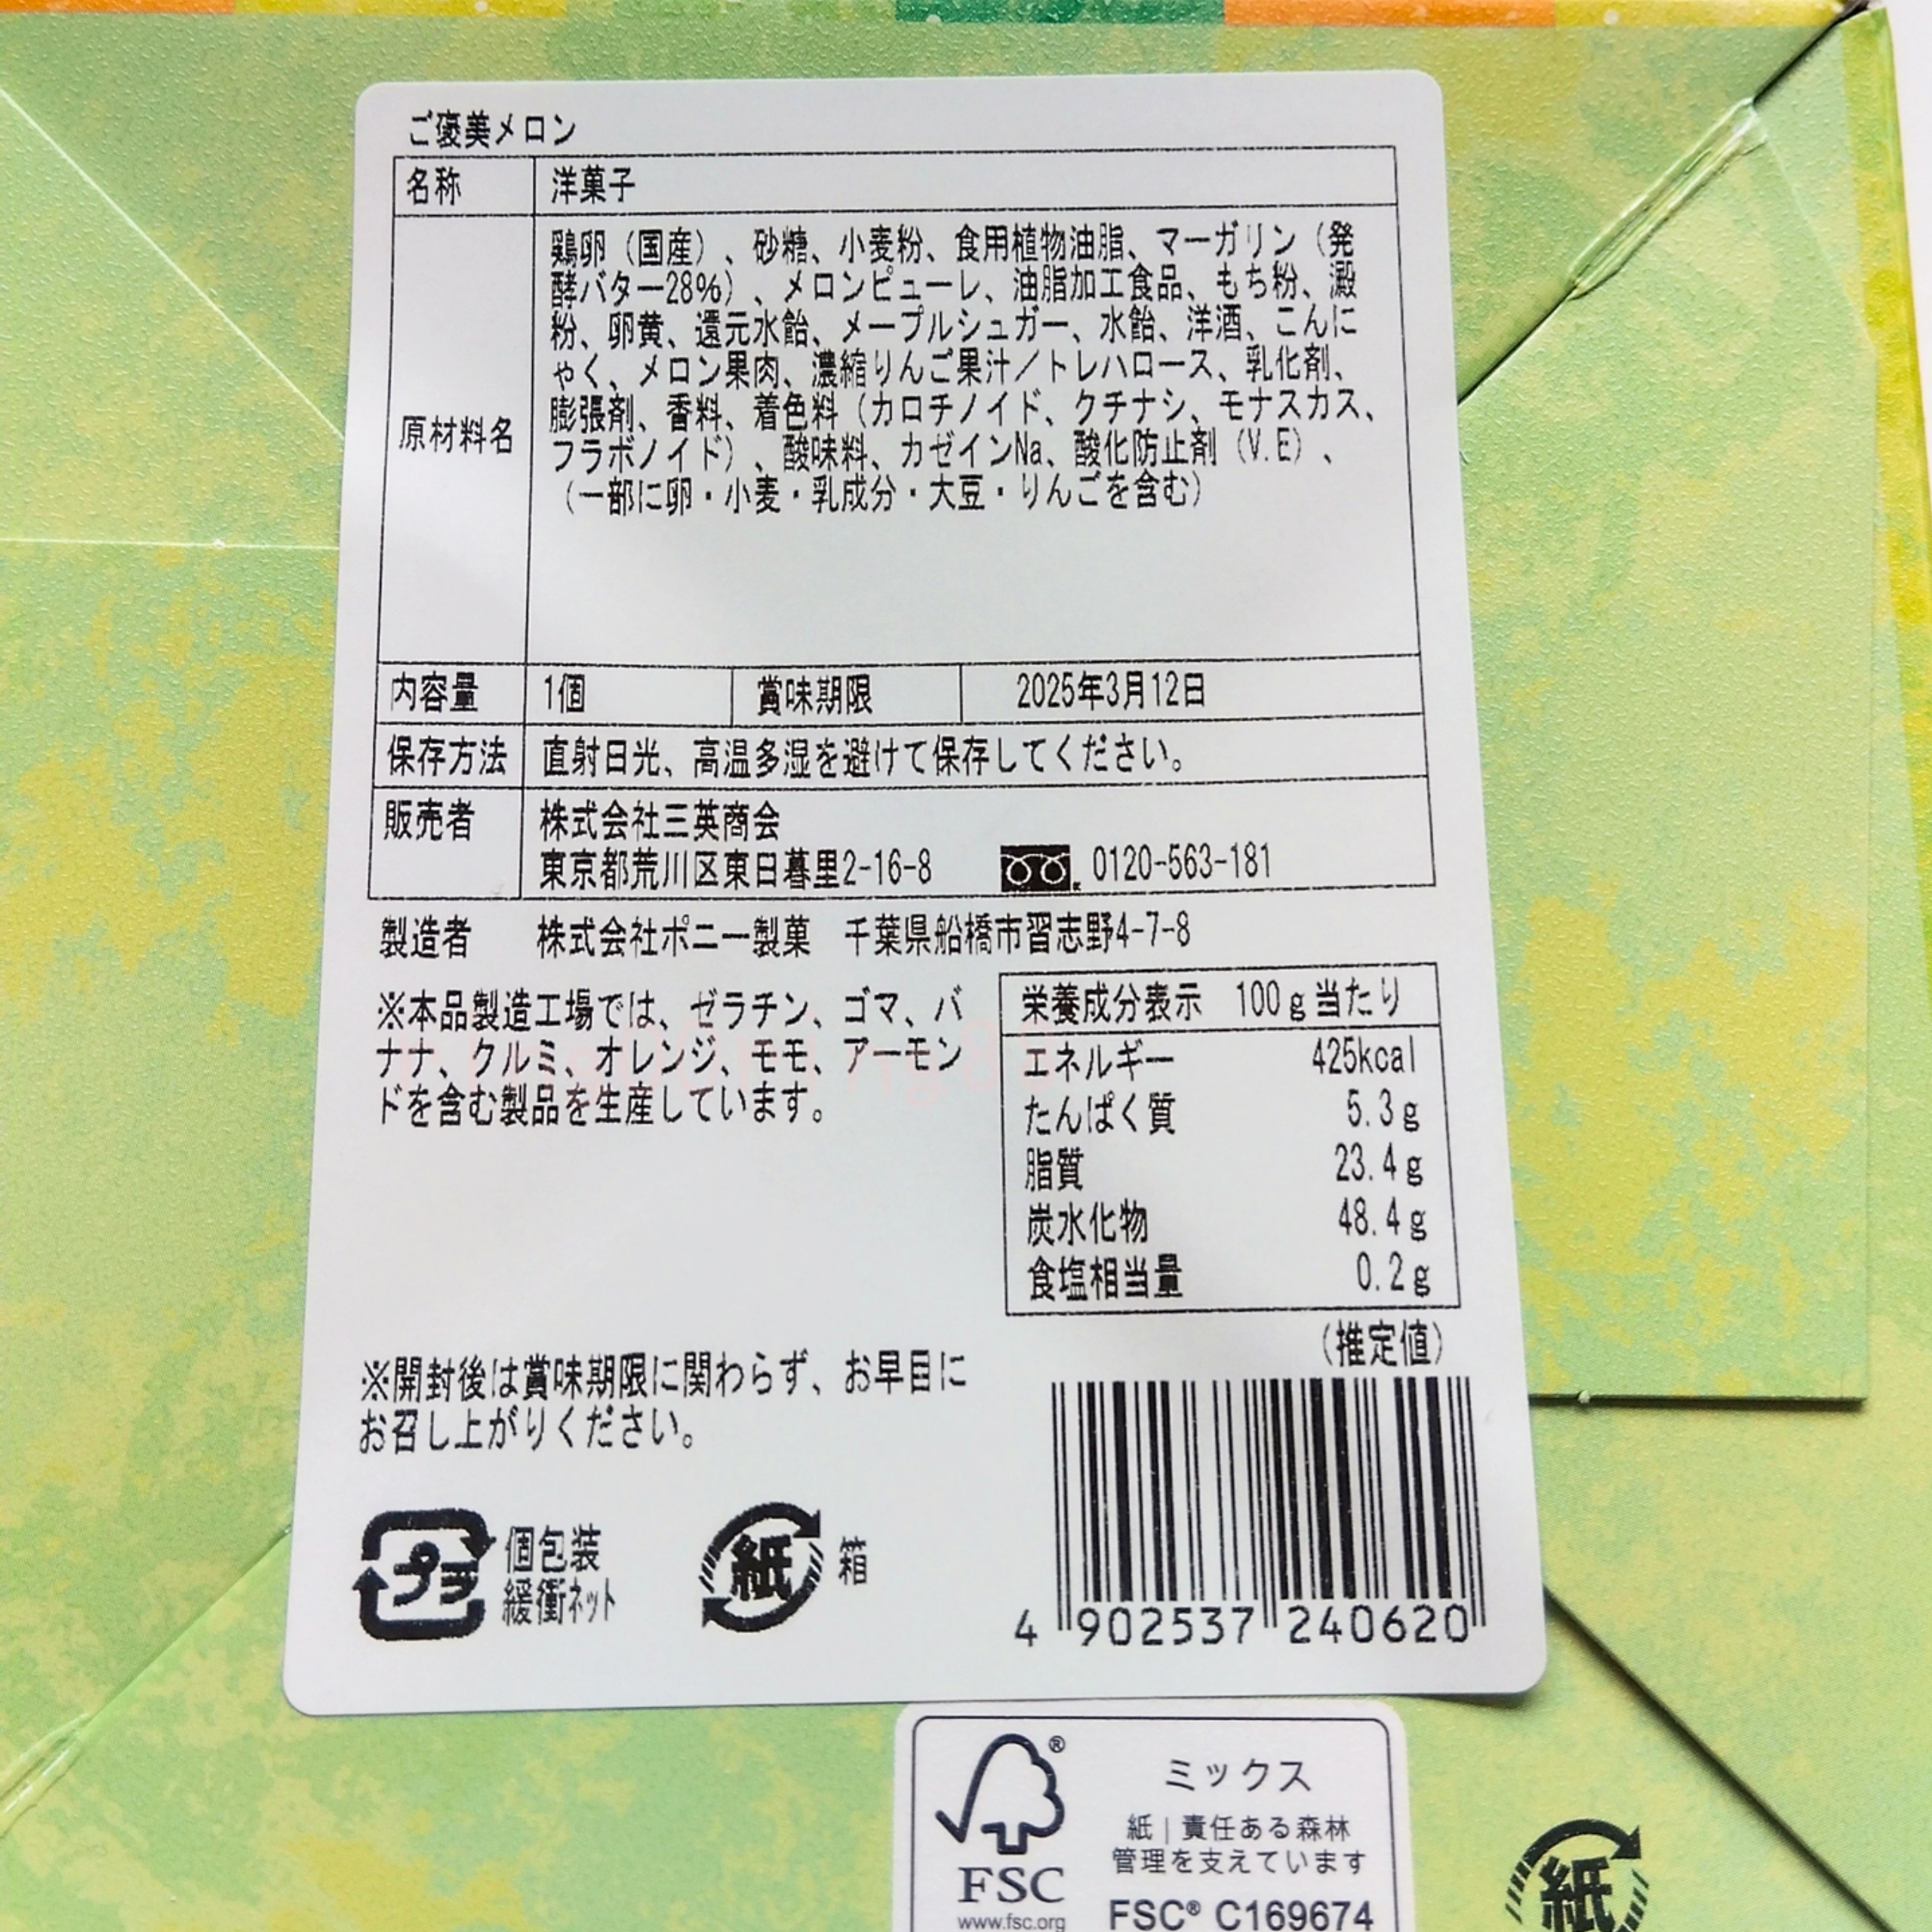 ご褒美メロン
名称 洋菓子
原材料名
鶏卵（国産）、砂糖、小麦粉、食用植物油脂、マーガリン（発
酵バター28%）、メロンピューレ、油脂加工食品、もち粉、澱
粉、卵黄、還元水飴、メープルシュガー、水飴、洋酒、こんに
ゃく、メロン果肉、濃縮りんご果汁／トレハロース、乳化剤、
膨張剤、香料、着色料（カロチノイド、クチナシ、モナスカス、
フラボノイド）、酸味料、カゼインNa、酸化防止剤（V.E）、
（一部に卵・小麦・乳成分・大豆・りんごを含む）
内容量 1個 賞味期限 2025年3月12日
保存方法 直射日光、高温多湿を避けて保存してください。
販売者 株式会社三英商会
東京都荒川区東日暮里2-16-8 0120-563-181
製造者 株式会社ポニー製菓 千葉県船橋市習志野4-7-8
※本品製造工場では、ゼラチン、ゴマ、バ
ナナ、クルミ、オレンジ、モモ、アーモン
ドを含む製品を生産しています。
栄養成分表示 100g当たり
エネルギー 425kcal
たんぱく質 5.3g
脂質 23.4g
炭水化物 48.4g
食塩相当量 0.2g
（推定値）
※開封後は賞味期限に関わらず、お早目に
お召し上がりください。
プラ 個包装
緩衝ネット
紙 箱
4 902537 240620
ミックス
紙｜責任ある森林
管理を支えています
FSC® C169674
®
FSC
www.fsc.org
紙